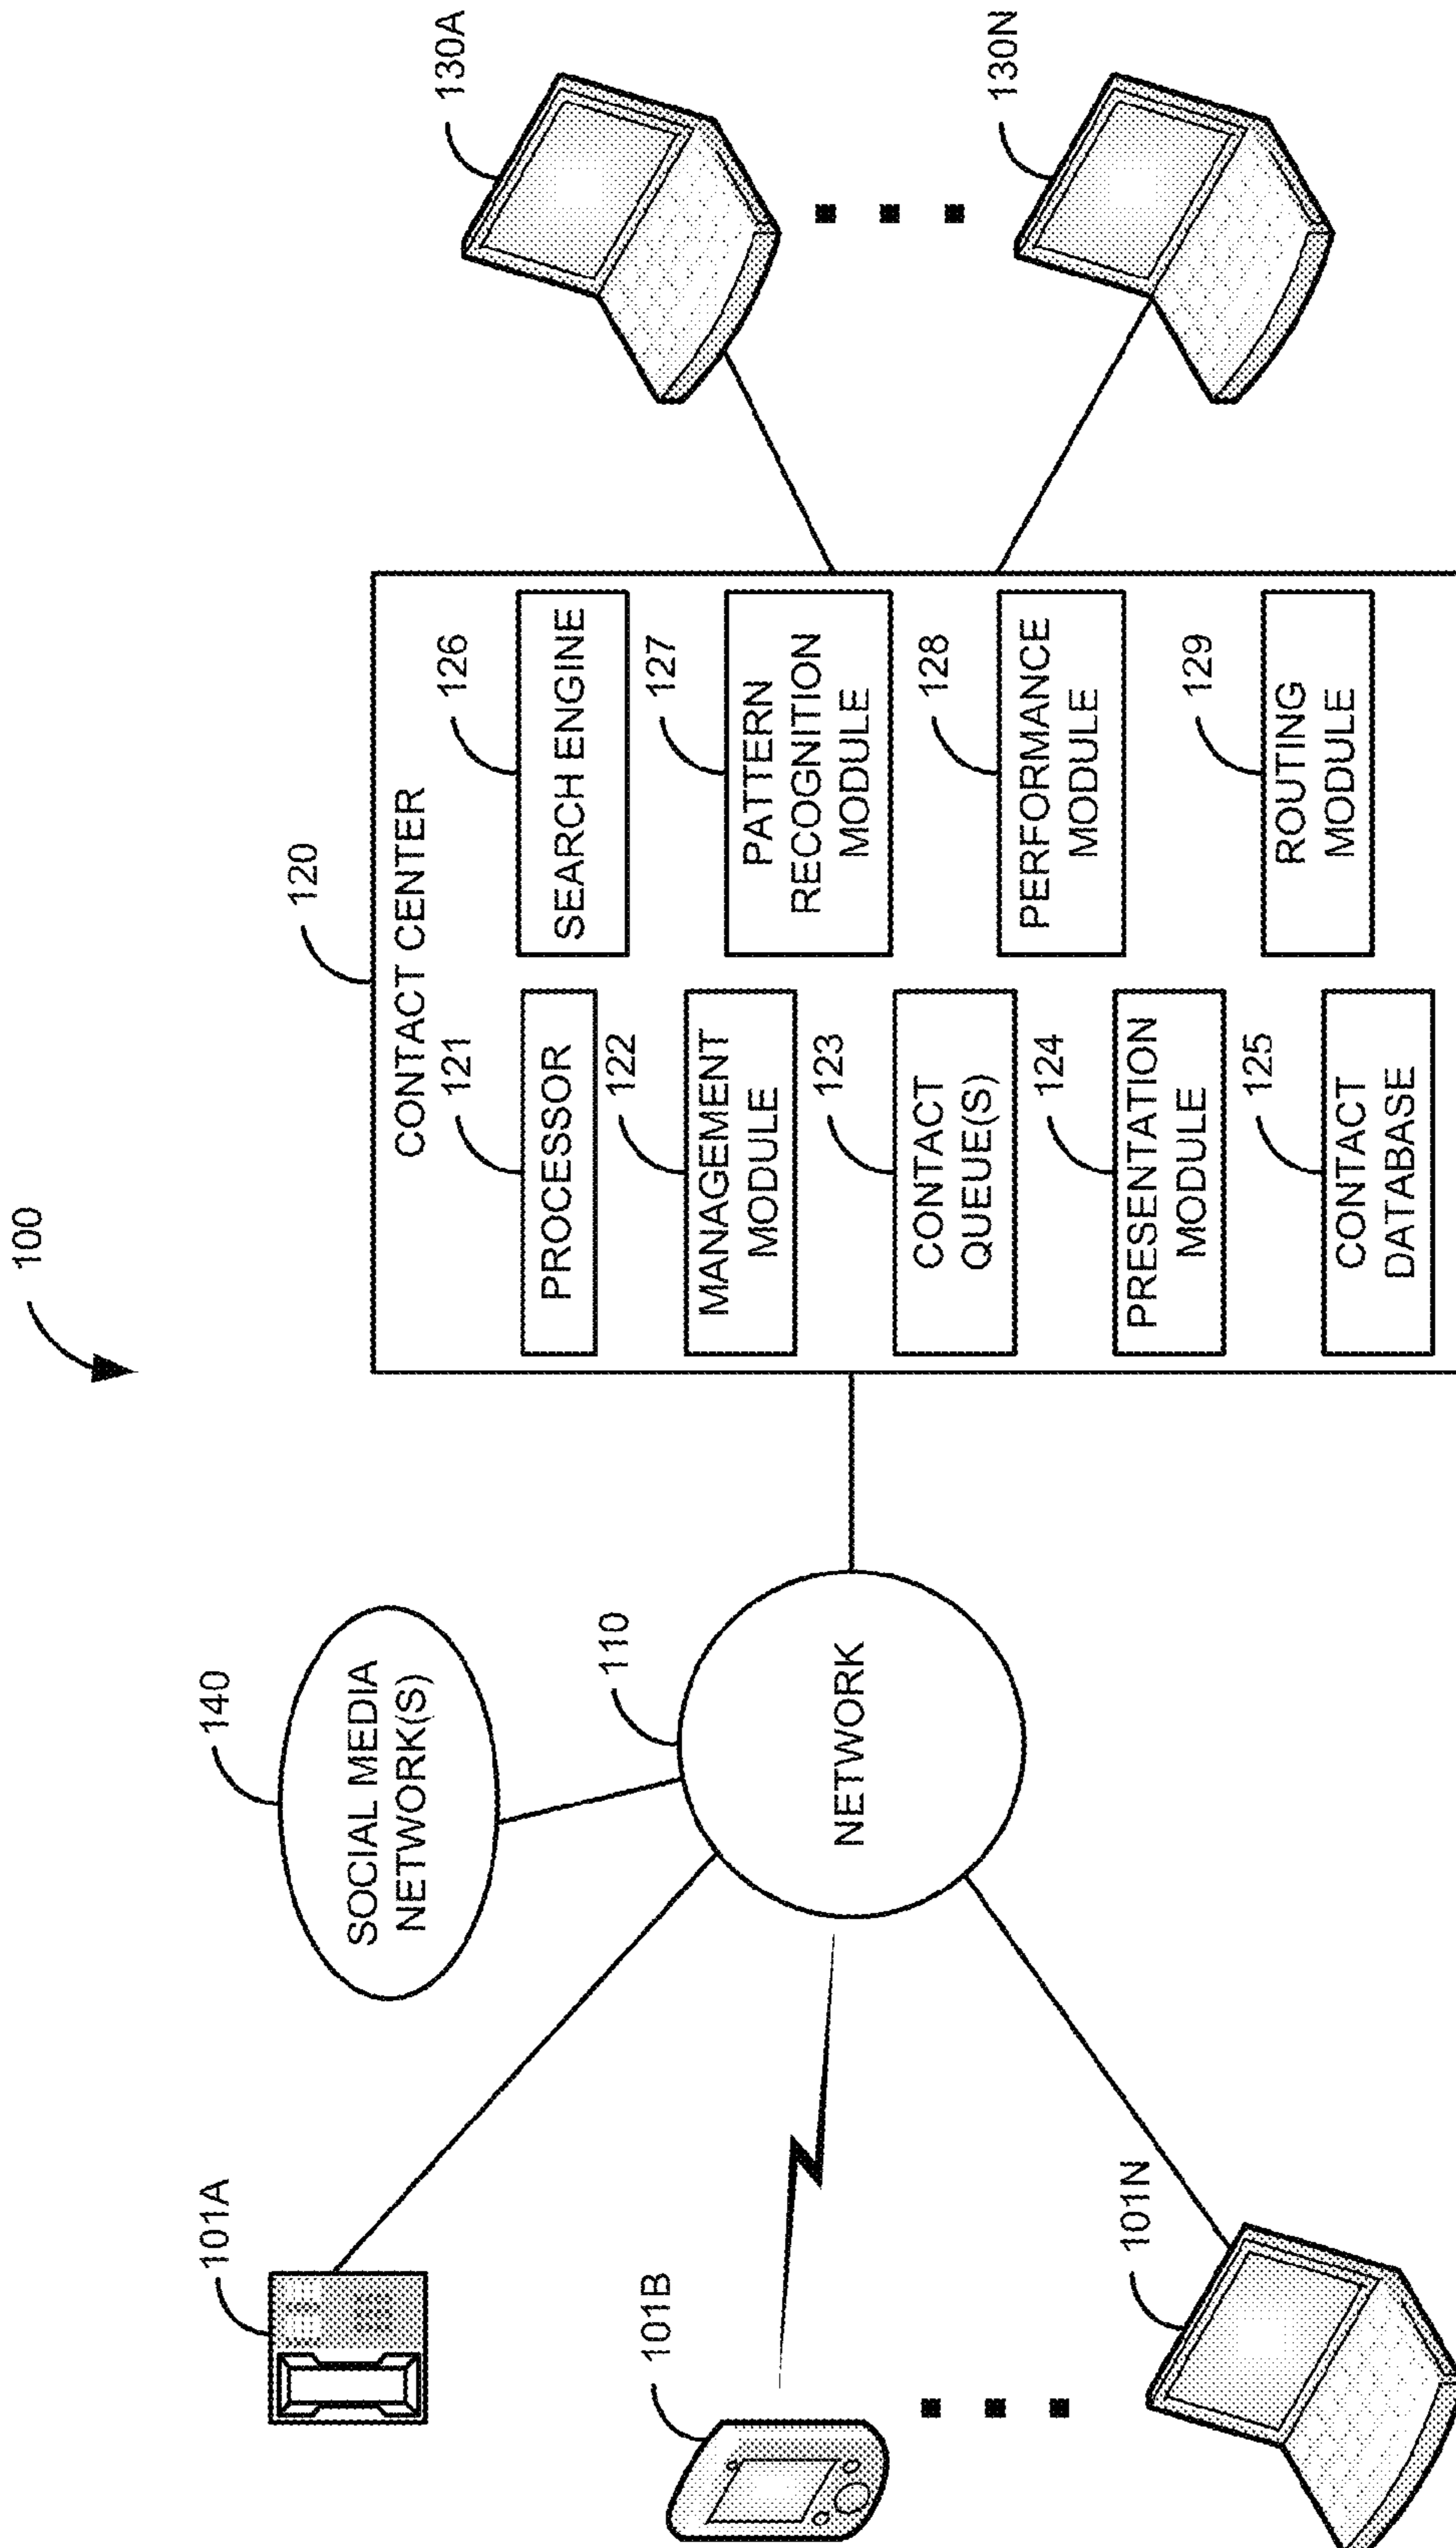 100
120
CONTACT CENTER
121
PROCESSOR
122
MANAGEMENT
MODULE
123
CONTACT
QUEUE(S)
124
PRESENTATION
MODULE
125
CONTACT
DATABASE
126
SEARCH ENGINE
127
PATTERN
RECOGNITION
MODULE
128
PERFORMANCE
MODULE
129
ROUTING
MODULE
130A
130N
140
SOCIAL MEDIA
NETWORK(S)
110
NETWORK
101A
101B
101N